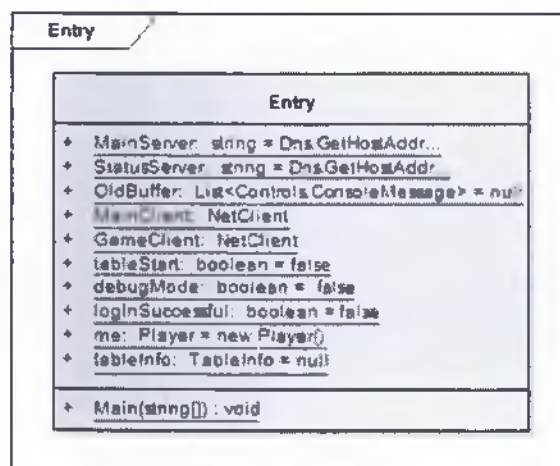 Entry
Entry
+ MainServer: string = Dns.GetHostAddr...
+ StatusServer: string = Dns.GetHostAddr...
+ OldBuffer: List<Controls.ConsoleMessage> = null
+ MainClient: NetClient
+ GameClient: NetClient
+ tableStart: boolean = false
+ debugMode: boolean = false
+ logInSuccessful: boolean = false
+ me: Player = new Player()
+ tableInfo: TableInfo = null
+ Main(string[]) : void